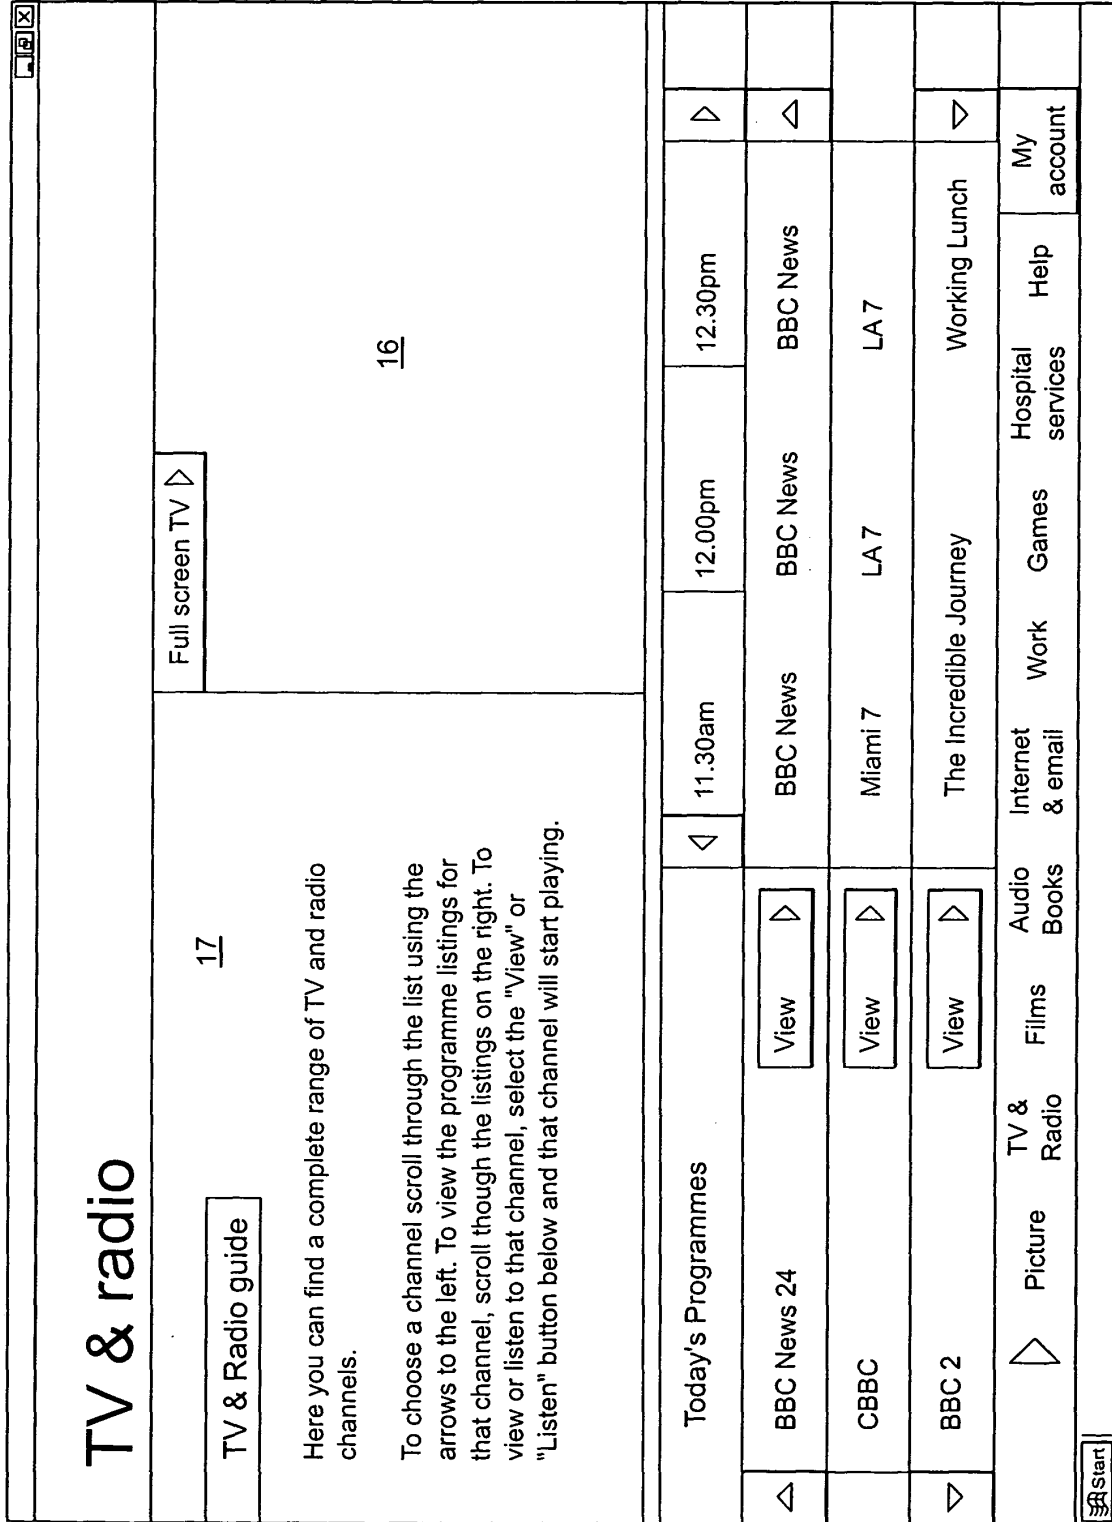 TV & radio
TV & Radio guide
17
Here you can find a complete range of TV and radio
channels.
To choose a channel scroll through the list using the
arrows to the left. To view the programme listings for
that channel, scroll though the listings on the right. To
view or listen to that channel, select the "View" or
"Listen" button below and that channel will start playing.
Full screen TV
16
Today's Programmes
11.30am
12.00pm
12.30pm
BBC News 24
View
BBC News
BBC News
BBC News
CBBC
View
Miami 7
LA 7
LA 7
BBC 2
View
The Incredible Journey
Working Lunch
Picture
TV &
Radio
Films
Audio
Books
Internet
& email
Work
Games
Hospital
services
Help
My
account
Start